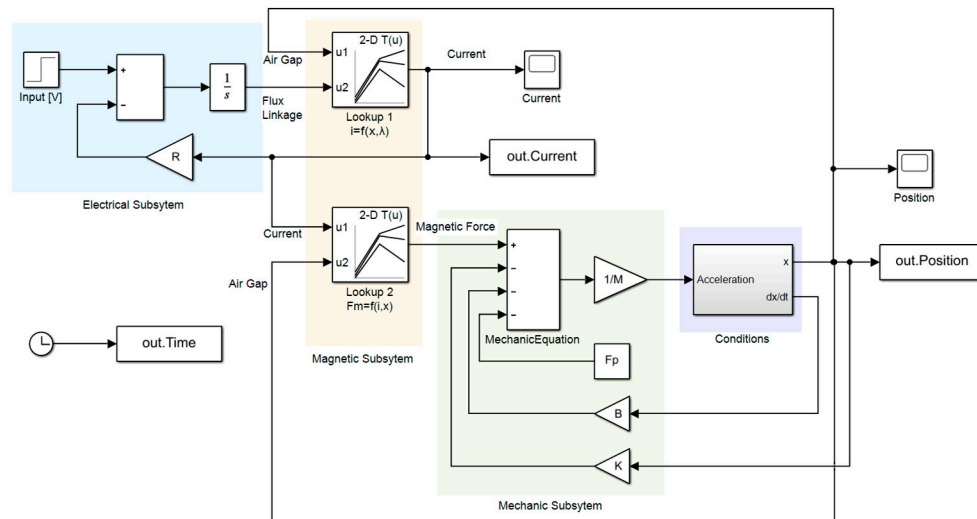 2-D T(u)
u1
u2
Air Gap
Current
Input [V]
+
−
1
s
Flux
Linkage
Lookup 1
i=f(x,λ)
Current
R
out.Current
Position
Electrical Subsytem
2-D T(u)
u1
u2
Current
Magnetic Force
Air Gap
Lookup 2
Fm=f(i,x)
+
−
−
−
1/M
Acceleration
x
dx/dt
out.Position
MechanicEquation
Conditions
out.Time
Magnetic Subsytem
Fp
B
K
Mechanic Subsytem